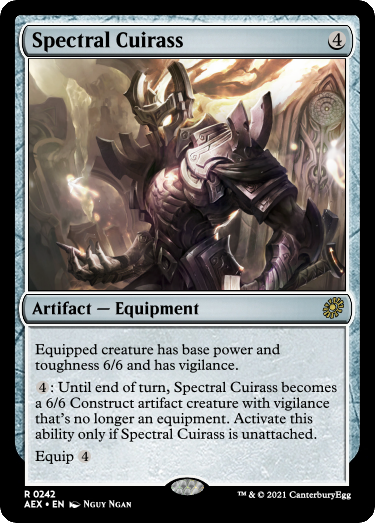 Spectral Cuirass 4
Artifact — Equipment
Equipped creature has base power and
toughness 6/6 and has vigilance.
4: Until end of turn, Spectral Cuirass becomes
a 6/6 Construct artifact creature with vigilance
that's no longer an equipment. Activate this
ability only if Spectral Cuirass is unattached.
Equip 4
R 0242
AEX • EN Nguy Ngan
™ & © 2021 CanterburyEgg